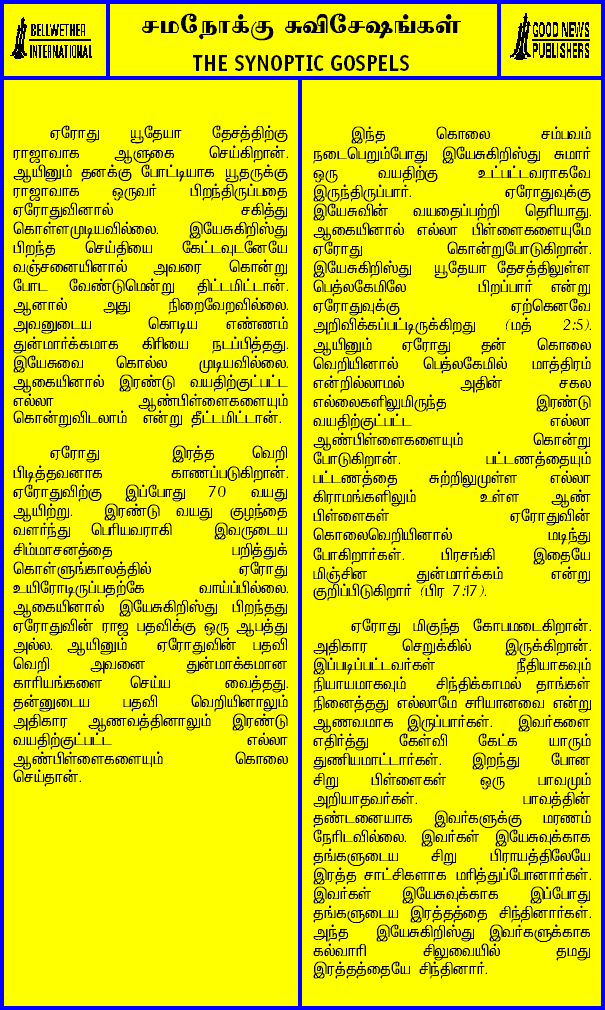 BELLWETHER
INTERNATIONAL
சமநோக்கு சுவிசேஷங்கள்
THE SYNOPTIC GOSPELS
GOOD NEWS
PUBLISHERS
ஏரோது யூதேயா தேசத்திற்கு
ராஜாவாக ஆளுகை செய்கிறான்.
ஆயினும் தனக்கு போட்டியாக யூதருக்கு
ராஜாவாக ஒருவர் பிறந்திருப்பதை
ஏரோதுவினால் சகித்து
கொள்ளமுடியவில்லை. இயேசுகிறிஸ்து
பிறந்த செய்தியை கேட்டவுடனேயே
வஞ்சனையினால் அவரை கொன்று
போட வேண்டுமென்று திட்டமிட்டான்.
ஆனால் அது நிறைவேறவில்லை.
அவனுடைய கொடிய எண்ணம்
துன்மார்க்கமாக கிரியை நடப்பித்தது.
இயேசுவை கொல்ல முடியவில்லை.
ஆகையினால் இரண்டு வயதிற்குட்பட்ட
எல்லா ஆண்பிள்ளைகளையும்
கொன்றுவிடலாம் என்று தீட்டமிட்டான்.
ஏரோது இரத்த வெறி
பிடித்தவனாக காணப்படுகிறான்.
ஏரோதுவிற்கு இப்போது 70 வயது
ஆயிற்று. இரண்டு வயது குழந்தை
வளர்ந்து பெரியவராகி இவருடைய
சிம்மாசனத்தை பறித்துக்
கொள்ளுங்காலத்தில் ஏரோது
உயிரோடிருப்பதற்கே வாய்ப்பில்லை.
ஆகையினால் இயேசுகிறிஸ்து பிறந்தது
ஏரோதுவின் ராஜ பதவிக்கு ஒரு ஆபத்து
அல்ல. ஆயினும் ஏரோதுவின் பதவி
வெறி அவனை துன்மாக்கமான
காரியங்களை செய்ய வைத்தது.
தன்னுடைய பதவி வெறியினாலும்
அதிகார ஆணவத்தினாலும் இரண்டு
வயதிற்குட்பட்ட எல்லா
ஆண்பிள்ளைகளையும் கொலை
செய்தான்.
இந்த கொலை சம்பவம்
நடைபெறும்போது இயேசுகிறிஸ்து சுமார்
ஒரு வயதிற்கு உட்பட்டவராகவே
இருந்திருப்பார். ஏரோதுவுக்கு
இயேசுவின் வயதைப்பற்றி தெரியாது.
ஆகையினால் எல்லா பிள்ளைகளையுமே
ஏரோது கொன்றுபோடுகிறான்.
இயேசுகிறிஸ்து யூதேயா தேசத்திலுள்ள
பெத்லகேமிலே பிறப்பார் என்று
ஏரோதுவுக்கு ஏற்கெனவே
அறிவிக்கப்பட்டிருக்கிறது (மத் 2:5).
ஆயினும் ஏரோது தன் கொலை
வெறியினால் பெத்லகேமில் மாத்திரம்
என்றில்லாமல் அதின் சகல
எல்லைகளிலுமிருந்த இரண்டு
வயதிற்குட்பட்ட எல்லா
ஆண்பிள்ளைகளையும் கொன்று
போடுகிறான். பட்டணத்தையும்
பட்டணத்தை சுற்றிலுமுள்ள எல்லா
கிராமங்களிலும் உள்ள ஆண்
பிள்ளைகள் ஏரோதுவின்
கொலைவெறியினால் மடிந்து
போகிறார்கள். பிரசங்கி இதையே
மிஞ்சின துன்மார்க்கம் என்று
குறிப்பிடுகிறார் (பிர 7:17).
ஏரோது மிகுந்த கோபமடைகிறான்.
அதிகார செறுக்கில் இருக்கிறான்.
இப்படிப்பட்டவர்கள் நீதியாகவும்
நியாயமாகவும் சிந்திக்காமல் தாங்கள்
நினைத்தது எல்லாமே சரியானவை என்று
ஆணவமாக இருப்பார்கள். இவர்களை
எதிர்த்து கேள்வி கேட்க யாரும்
துணியமாட்டார்கள். இறந்து போன
சிறு பிள்ளைகள் ஒரு பாவமும்
அறியாதவர்கள். பாவத்தின்
தண்டனையாக இவர்களுக்கு மரணம்
நேரிடவில்லை. இவர்கள் இயேசுவுக்காக
தங்களுடைய சிறு பிராயத்திலேயே
இரத்த சாட்சிகளாக மரித்துப்போனார்கள்.
இவர்கள் இயேசுவுக்காக இப்போது
தங்களுடைய இரத்தத்தை சிந்தினார்கள்.
அந்த இயேசுகிறிஸ்து இவர்களுக்காக
கல்வாரி சிலுவையில் தமது
இரத்தத்தையே சிந்தினார்.